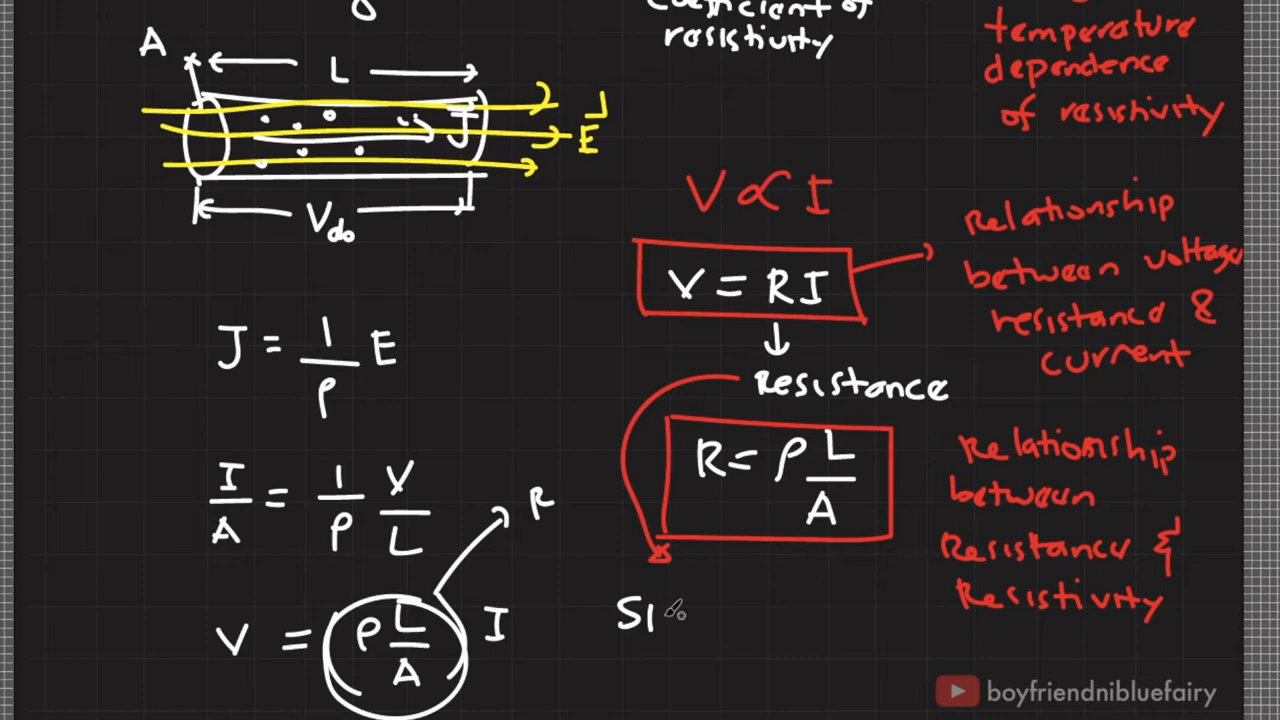 coefficient of
resistivity
temperature
dependence
of resistivity
A
L
J
E
J
V_ab
V ∝ I
V = RI
Relationship
between voltage
resistance &
current
Resistance
J = 1/ρ E
R = ρ L/A
Relationship
between
Resistance &
Resistivity
I/A = 1/ρ V/L
R
V = ρ L/A I
SI
boyfriendnibluefairy